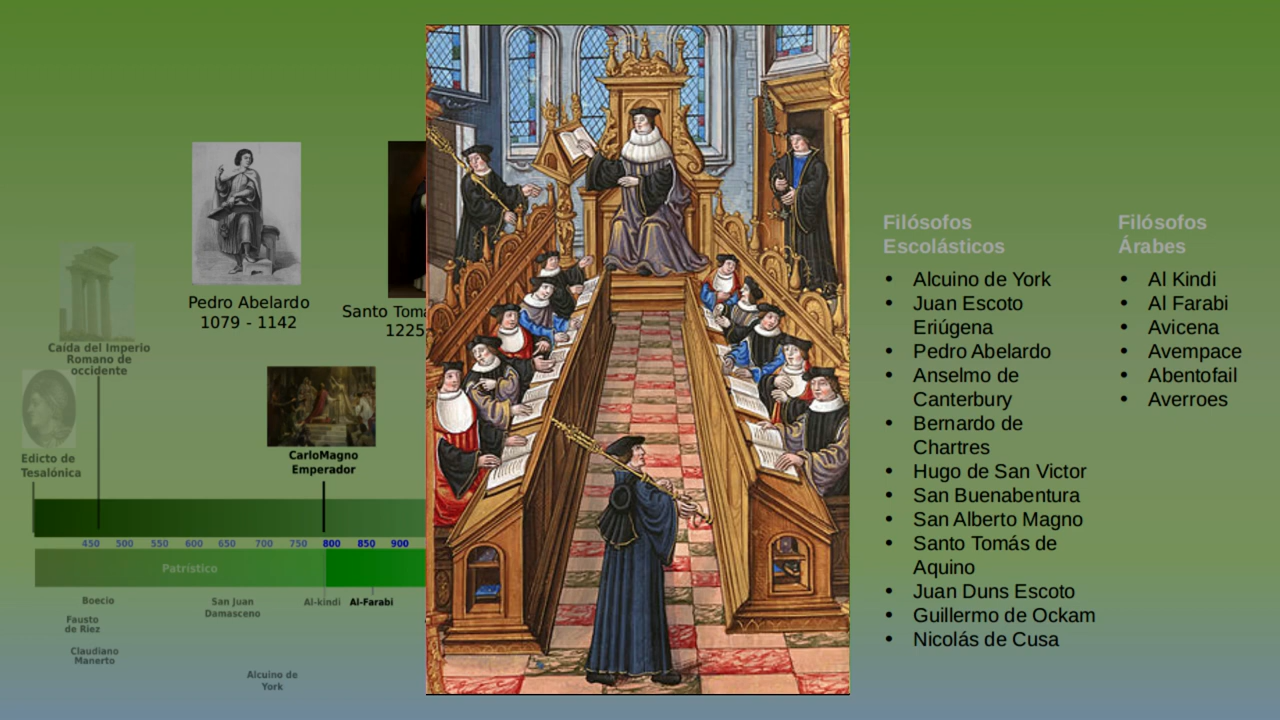 Pedro Abelardo
1079 - 1142
Santo Tom
1225
Caída del Imperio
Romano de
occidente
Edicto de
Tesalónica
CarloMagno
Emperador
450 500 550 600 650 700 750 800 850 900
Patrístico
Boecio
San Juan
Damasceno
Al-kindi
Al-Farabi
Fausto
de Riez
Claudiano
Manerto
Alcuino de
York
Filósofos
Escolásticos
• Alcuino de York
• Juan Escoto
Eriúgena
• Pedro Abelardo
• Anselmo de
Canterbury
• Bernardo de
Chartres
• Hugo de San Victor
• San Buenabentura
• San Alberto Magno
• Santo Tomás de
Aquino
• Juan Duns Escoto
• Guillermo de Ockam
• Nicolás de Cusa
Filósofos
Árabes
• Al Kindi
• Al Farabi
• Avicena
• Avempace
• Abentofail
• Averroes